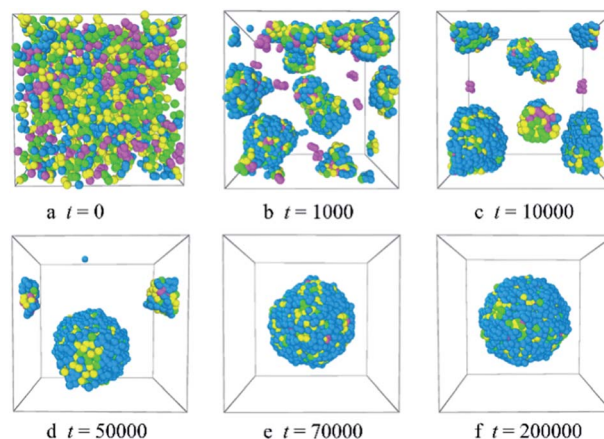 a t = 0
b t = 1000
c t = 10000
d t = 50000
e t = 70000
f t = 200000